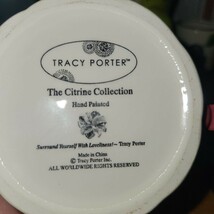 TRACY PORTER™
The Citrine Collection
Hand Painted
Surround Yourself With Loveliness!~ Tracy Porter
Made in China
© Tracy Porter Inc.
ALL WORLDWIDE RIGHTS RESERVED